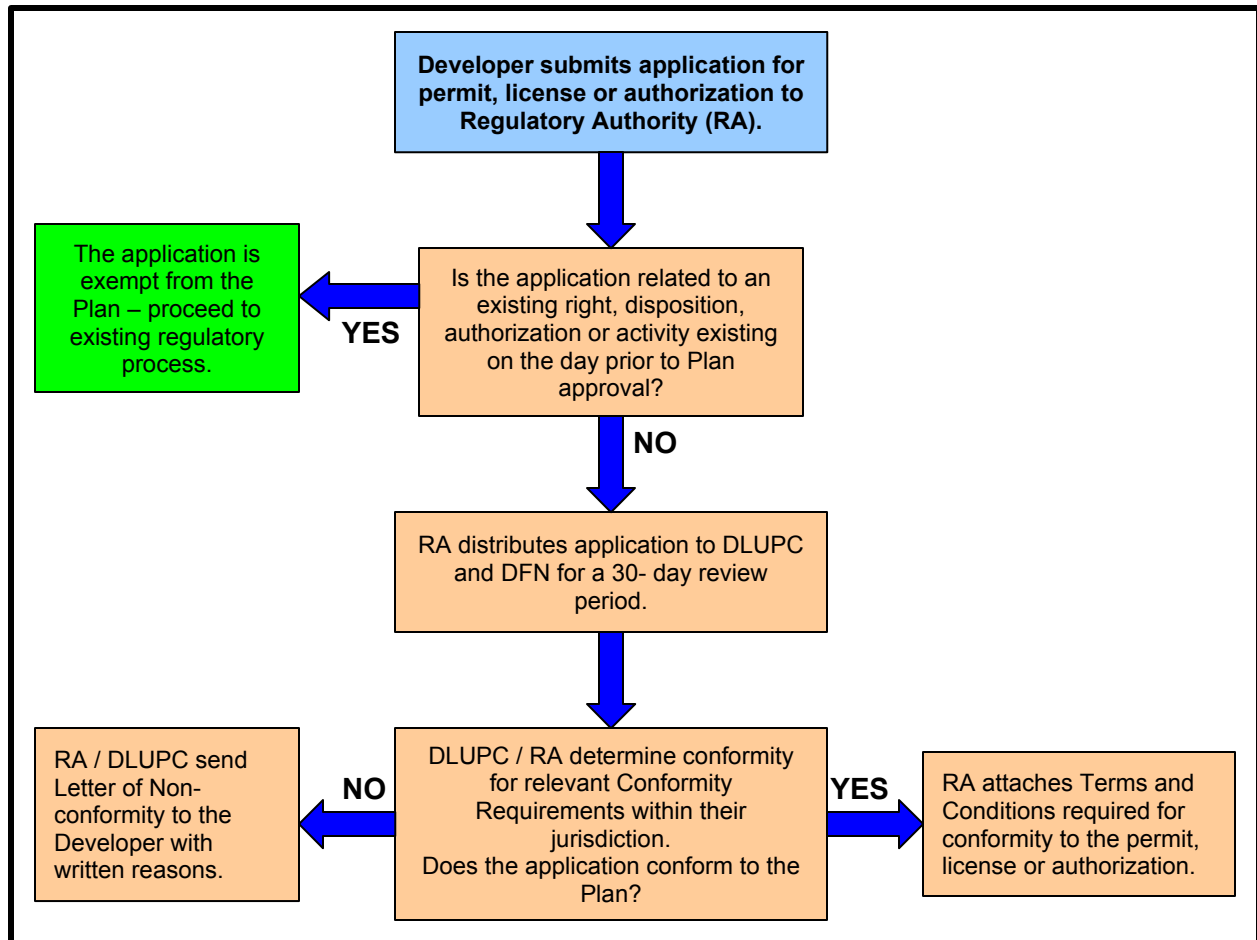 Developer submits application for
permit, license or authorization to
Regulatory Authority (RA).
The application is
exempt from the
Plan – proceed to
existing regulatory
process.
YES
Is the application related to an
existing right, disposition,
authorization or activity existing
on the day prior to Plan
approval?
NO
RA distributes application to DLUPC
and DFN for a 30- day review
period.
RA / DLUPC send
Letter of Non-
conformity to the
Developer with
written reasons.
NO
DLUPC / RA determine conformity
for relevant Conformity
Requirements within their
jurisdiction.
Does the application conform to the
Plan?
YES
RA attaches Terms and
Conditions required for
conformity to the permit,
license or authorization.